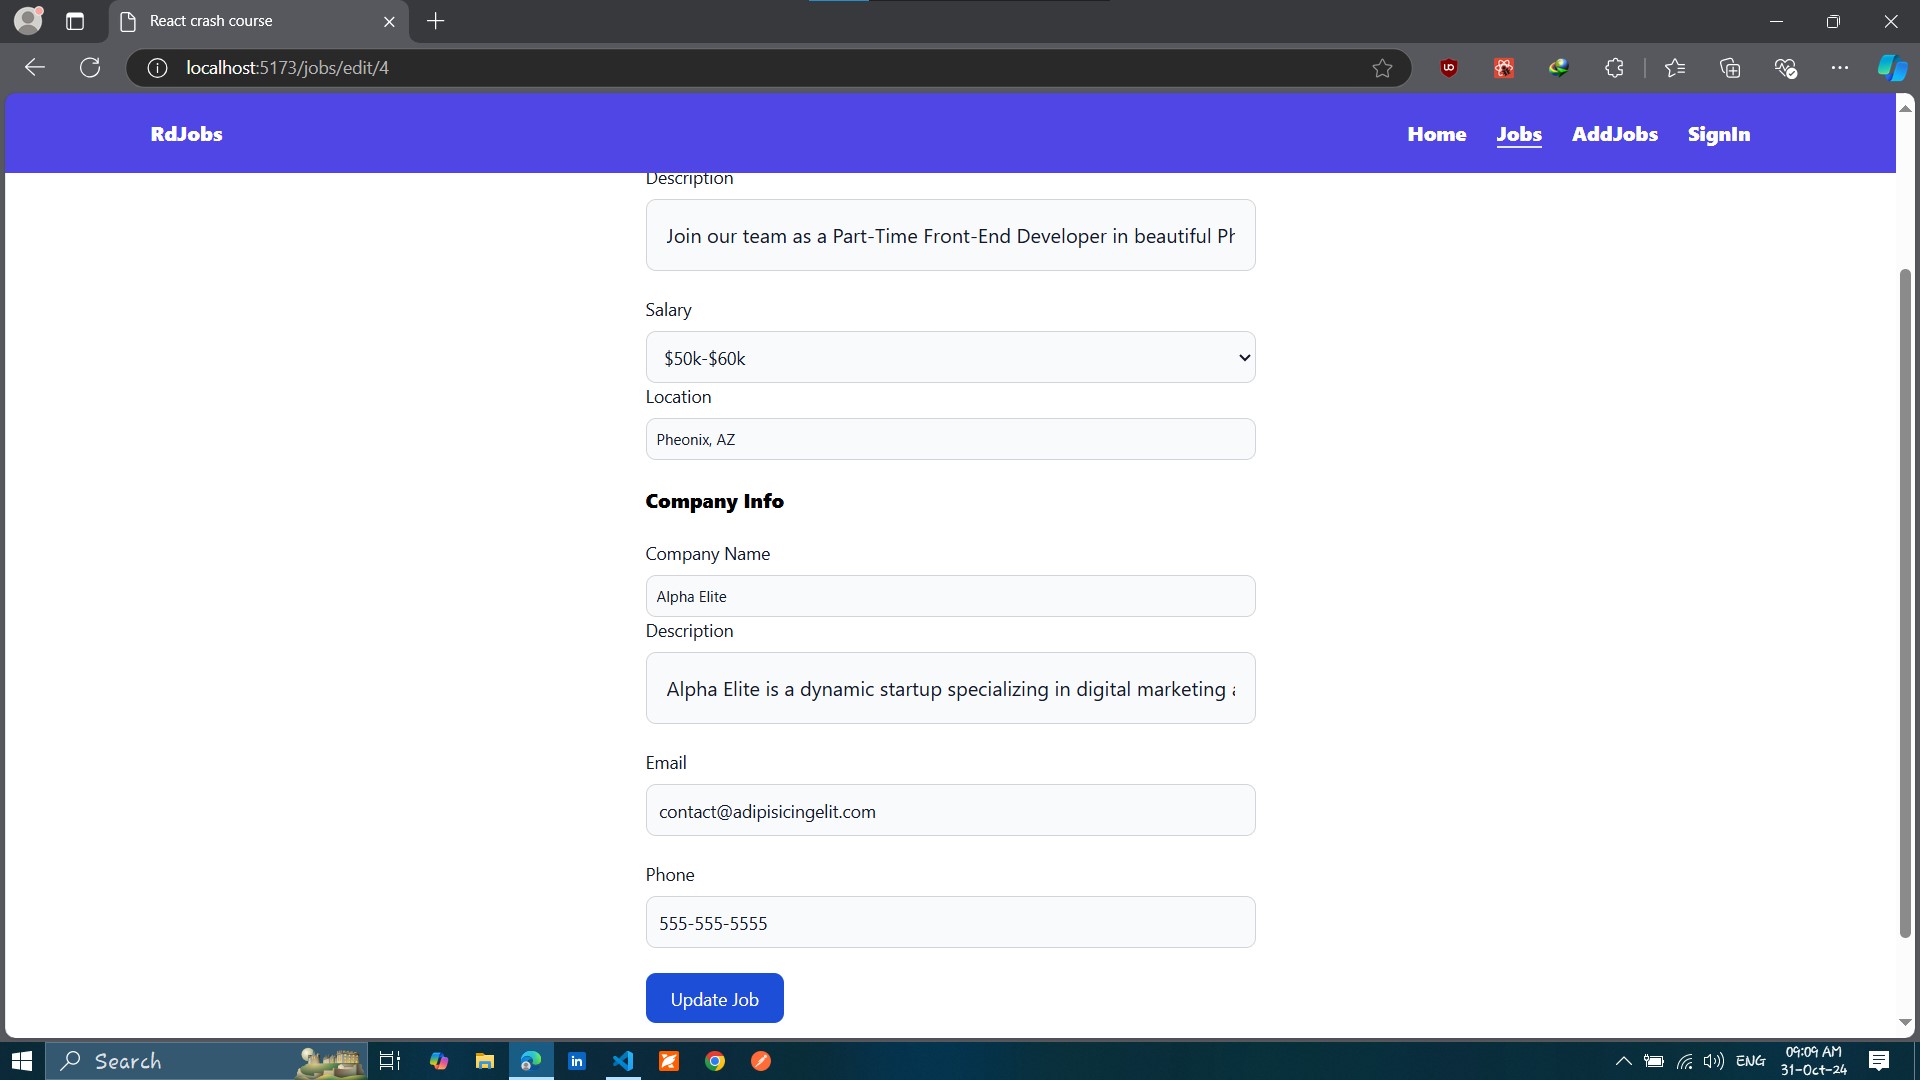 React crash course
localhost:5173/jobs/edit/4
RdJobs
Home Jobs AddJobs SignIn
Description
Join our team as a Part-Time Front-End Developer in beautiful Ph
Salary
$50k-$60k
Location
Pheonix, AZ
Company Info
Company Name
Alpha Elite
Description
Alpha Elite is a dynamic startup specializing in digital marketing a
Email
contact@adipisicingelit.com
Phone
555-555-5555
Update Job
Search
ENG
09:09 AM
31-Oct-24